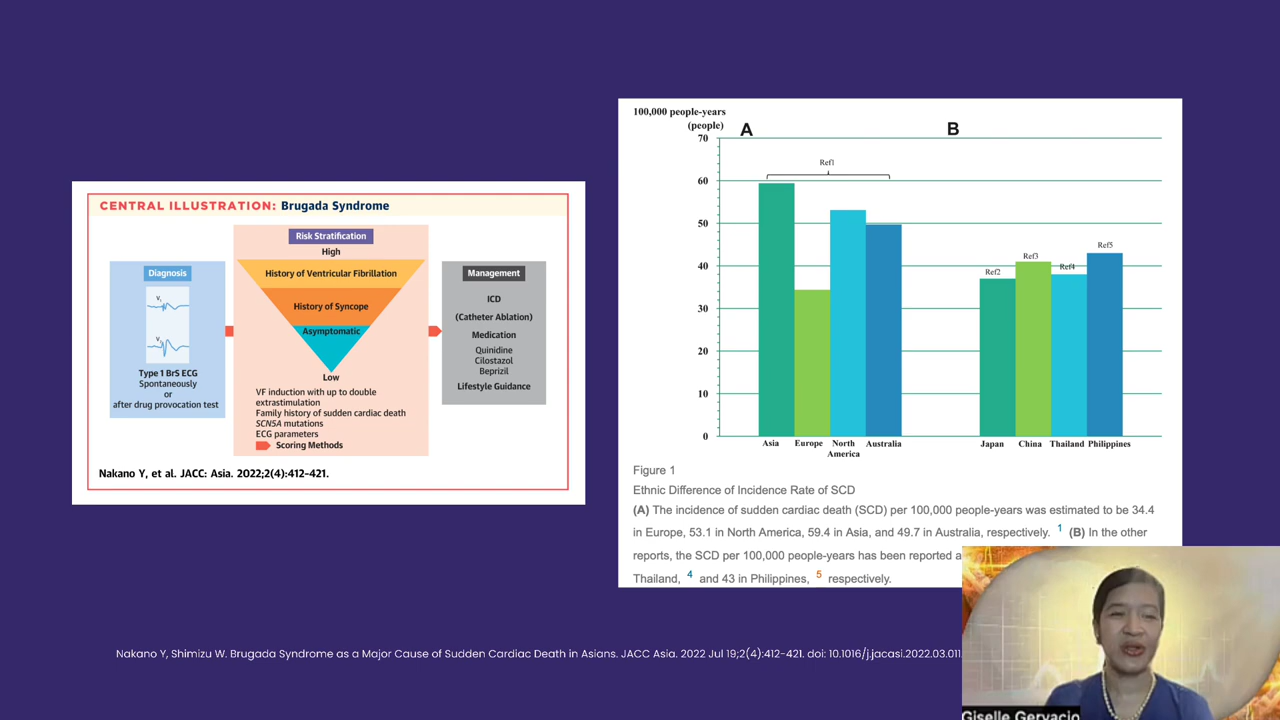 CENTRAL ILLUSTRATION: Brugada Syndrome
Diagnosis
V1
V2
Type 1 BrS ECG
Spontaneously
or
after drug provocation test
Risk Stratification
High
History of Ventricular Fibrillation
History of Syncope
Asymptomatic
Low
VF induction with up to double
extrastimulation
Family history of sudden cardiac death
SCN5A mutations
ECG parameters
Scoring Methods
Management
ICD
(Catheter Ablation)
Medication
Quinidine
Cilostazol
Beprizil
Lifestyle Guidance
Nakano Y, et al. JACC: Asia. 2022;2(4):412–421.
100,000 people-years
(people)
A
B
70
60
50
40
30
20
10
0
Ref1
Ref2
Ref3
Ref4
Ref5
Asia Europe North America Australia
Japan China Thailand Philippines
Figure 1
Ethnic Difference of Incidence Rate of SCD
(A) The incidence of sudden cardiac death (SCD) per 100,000 people-years was estimated to be 34.4
in Europe, 53.1 in North America, 59.4 in Asia, and 49.7 in Australia, respectively. 1 (B) In the other
reports, the SCD per 100,000 people-years has been reported
Thailand, 4 and 43 in Philippines, 5 respectively.
Nakano Y, Shimizu W. Brugada Syndrome as a Major Cause of Sudden Cardiac Death in Asians. JACC Asia. 2022 Jul 19;2(4):412-421. doi: 10.1016/j.jacasi.2022.03.011.
Giselle Gervacio